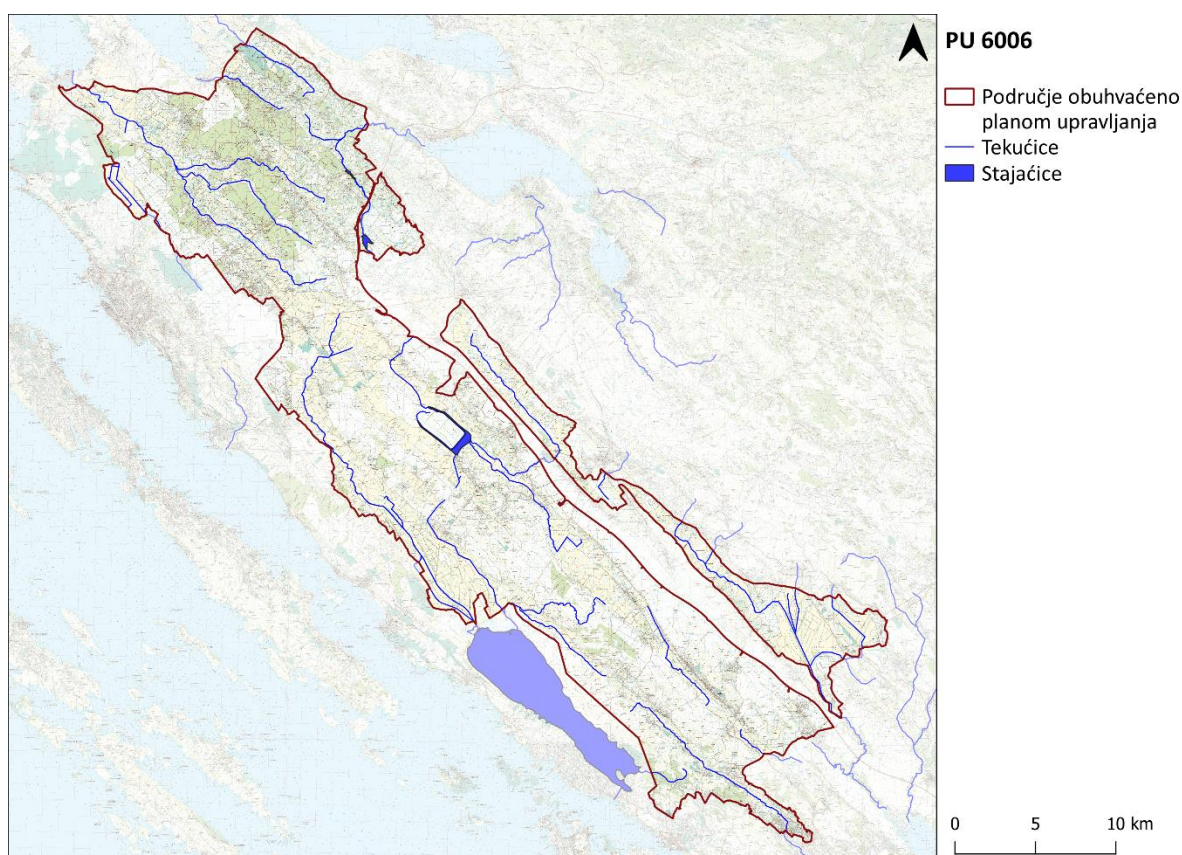 PU 6006
Područje obuhvaćeno
planom upravljanja
Tekućice
Stajaćice
0 5 10 km